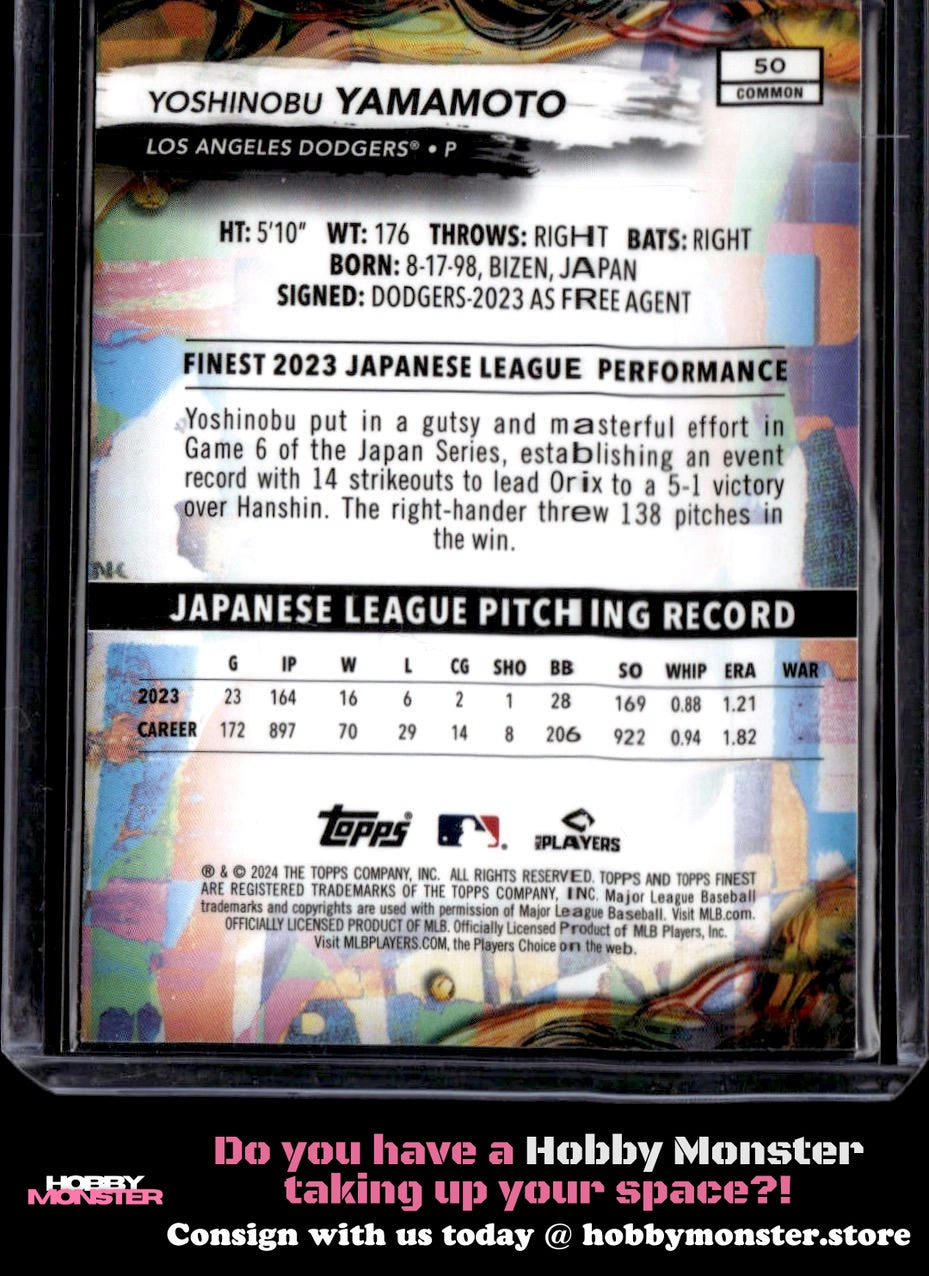 50
COMMON
YOSHINOBU YAMAMOTO
LOS ANGELES DODGERS® • P
HT: 5'10" WT: 176 THROWS: RIGHT BATS: RIGHT
BORN: 8-17-98, BIZEN, JAPAN
SIGNED: DODGERS-2023 AS FREE AGENT
FINEST 2023 JAPANESE LEAGUE PERFORMANCE
Yoshinobu put in a gutsy and masterful effort in
Game 6 of the Japan Series, establishing an event
record with 14 strikeouts to lead Orix to a 5-1 victory
over Hanshin. The right-hander threw 138 pitches in
the win.
JAPANESE LEAGUE PITCHING RECORD
G IP W L CG SHO BB SO WHIP ERA WAR
2023 23 164 16 6 2 1 28 169 0.88 1.21 -
CAREER 172 897 70 29 14 8 206 922 0.94 1.82 -
Topps® ® PLAYERS
® & © 2024 THE TOPPS COMPANY, INC. ALL RIGHTS RESERVED. TOPPS AND TOPPS FINEST
ARE REGISTERED TRADEMARKS OF THE TOPPS COMPANY, INC. Major League Baseball
trademarks and copyrights are used with permission of Major League Baseball. Visit MLB.com.
OFFICIALLY LICENSED PRODUCT OF MLB. Officially Licensed Product of MLB Players, Inc.
Visit MLBPLAYERS.COM, the Players Choice on the web.
Do you have a Hobby Monster
taking up your space?!
HOBBY
MONSTER
Consign with us today @ hobbymonster.store